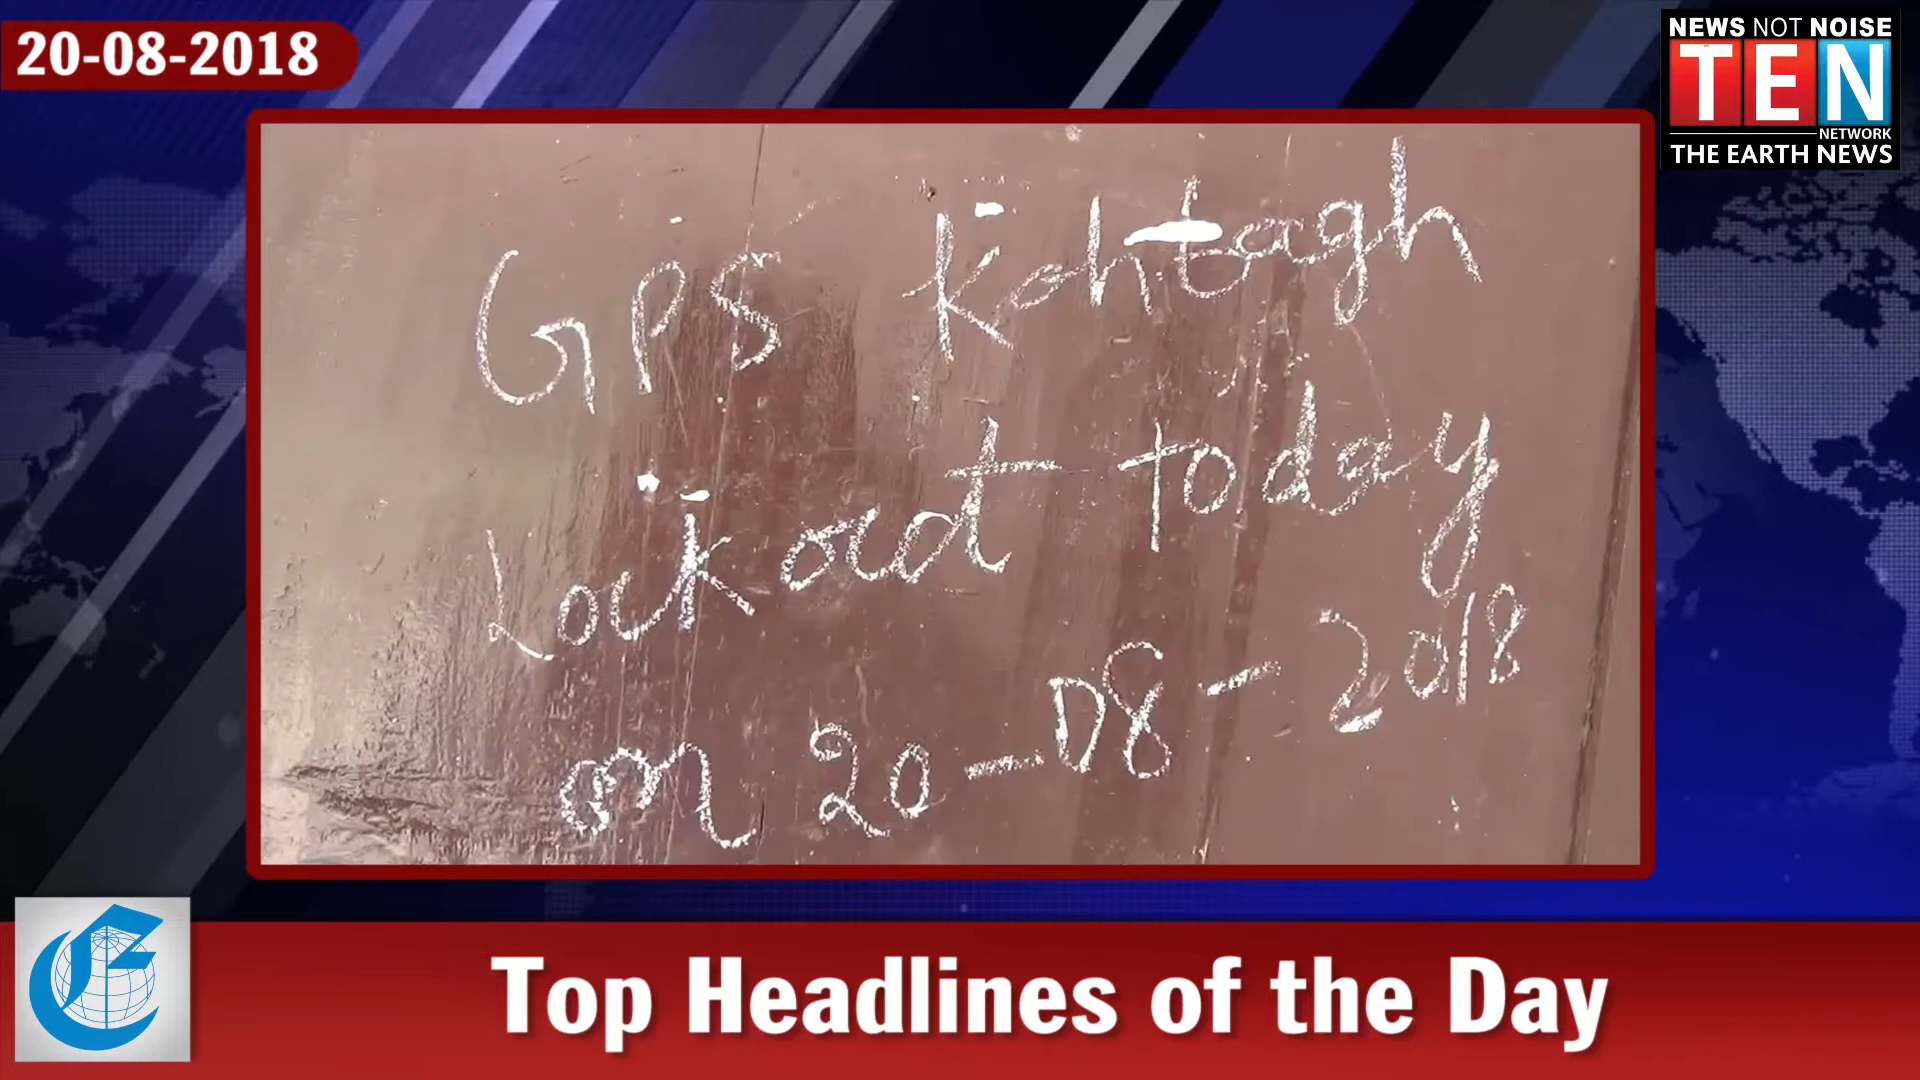 20-08-2018
NEWS NOT NOISE
TEN
NETWORK
THE EARTH NEWS
GPS Kohtagh
Lockout today
on 20-08-2018
Top Headlines of the Day